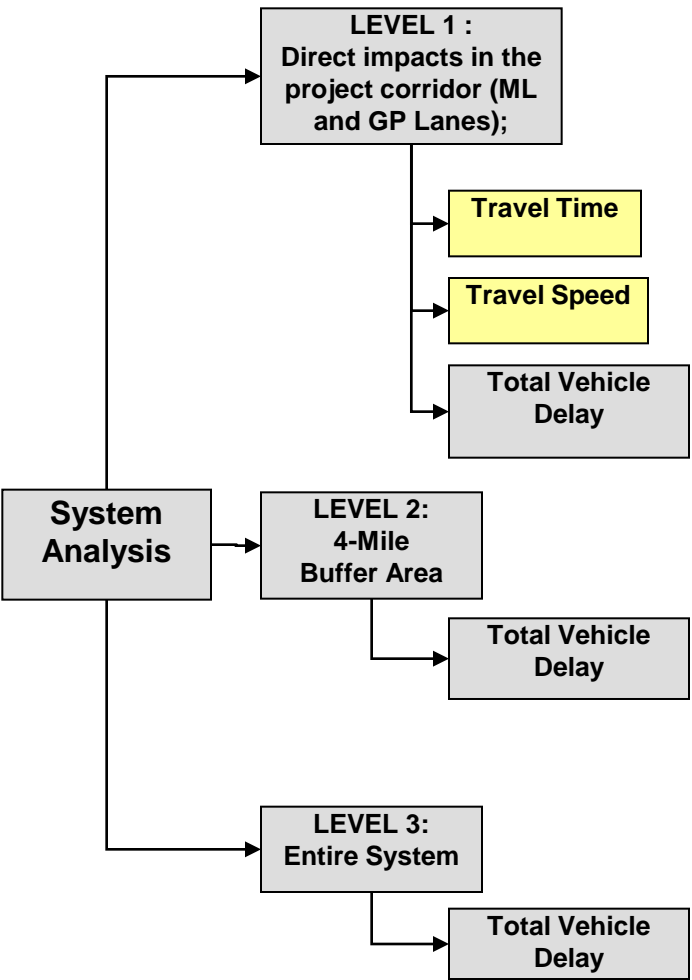 LEVEL 1 :
Direct impacts in the
project corridor (ML
and GP Lanes);
Travel Time
Travel Speed
Total Vehicle
Delay
System
Analysis
LEVEL 2:
4-Mile
Buffer Area
Total Vehicle
Delay
LEVEL 3:
Entire System
Total Vehicle
Delay